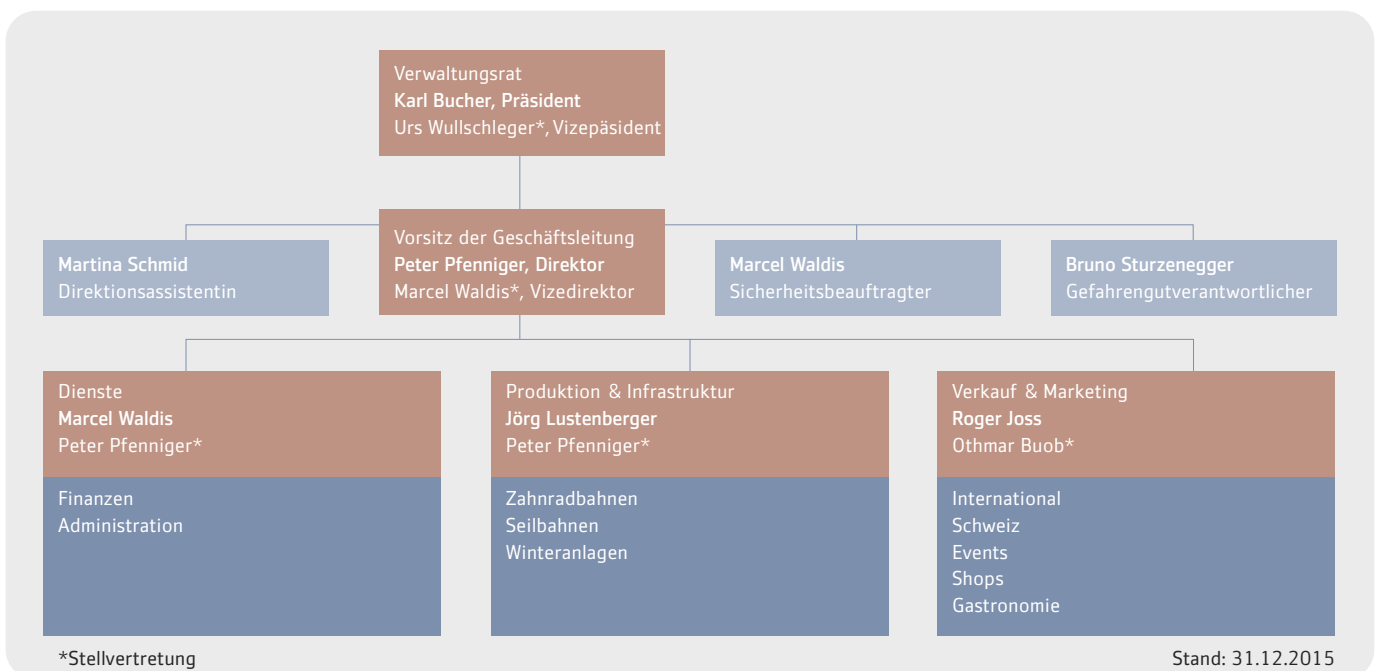 Verwaltungsrat
Karl Bucher, Präsident
Urs Wullschleger*, Vizepäsident
Vorsitz der Geschäftsleitung
Peter Pfenniger, Direktor
Marcel Waldis*, Vizedirektor
Martina Schmid
Direktionsassistentin
Marcel Waldis
Sicherheitsbeauftragter
Bruno Sturzenegger
Gefahrengutverantwortlicher
Dienste
Marcel Waldis
Peter Pfenniger*
Finanzen
Administration
Produktion & Infrastruktur
Jörg Lustenberger
Peter Pfenniger*
Zahnradbahnen
Seilbahnen
Winteranlagen
Verkauf & Marketing
Roger Joss
Othmar Buob*
International
Schweiz
Events
Shops
Gastronomie
*Stellvertretung
Stand: 31.12.2015